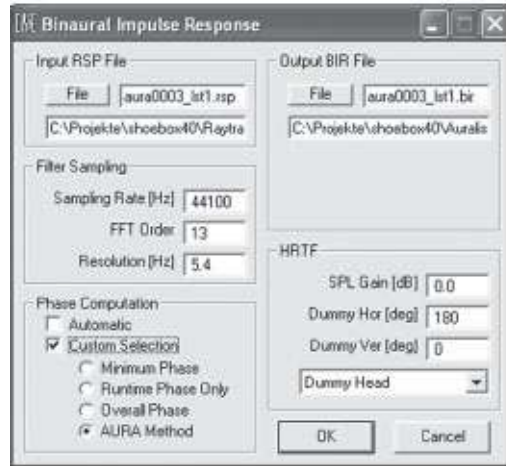 Binaural Impulse Response
Input RSP File
File aura0003_lst1.rsp
C:\Projekte\shoebox40\Raytra
Filter Sampling
Sampling Rate [Hz] 44100
FFT Order 13
Resolution [Hz] 5.4
Phase Computation
Automatic
Custom Selection
Minimum Phase
Runtime Phase Only
Overall Phase
AURA Method
Output BIR File
File aura0003_lst1.bir
C:\Projekte\shoebox40\Auralis
HRTF
SPL Gain [dB] 0.0
Dummy Hor [deg] 180
Dummy Ver [deg] 0
Dummy Head
OK Cancel